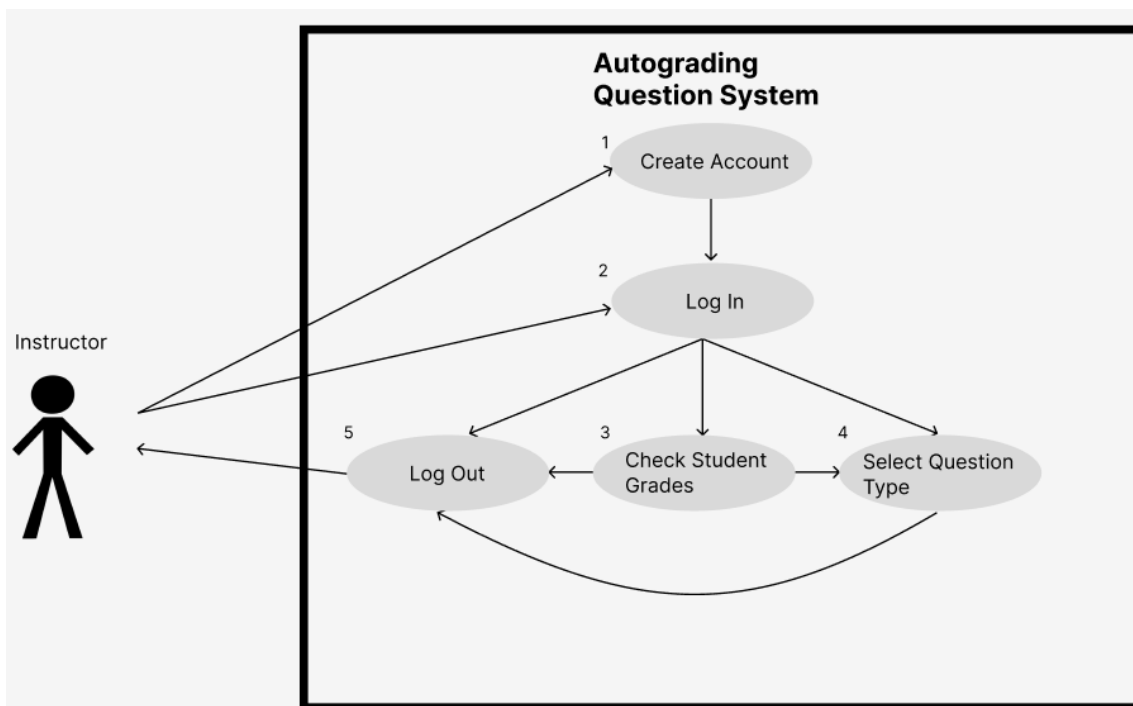 Autograding
Question System
1
Create Account
2
Log In
Instructor
5
Log Out
3
Check Student
Grades
4
Select Question
Type